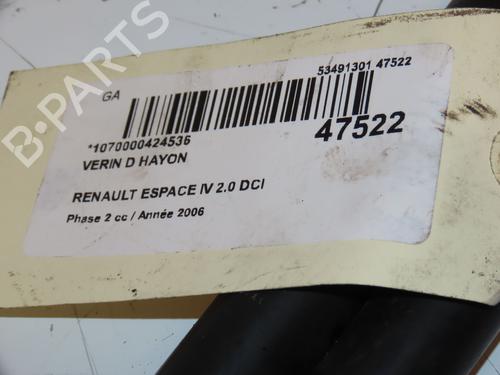 GA
53491301 47522
*1070000424536
47522
VERIN D HAYON
RENAULT ESPACE IV 2.0 DCI
Phase 2 cc / Année 2006
B-PARTS